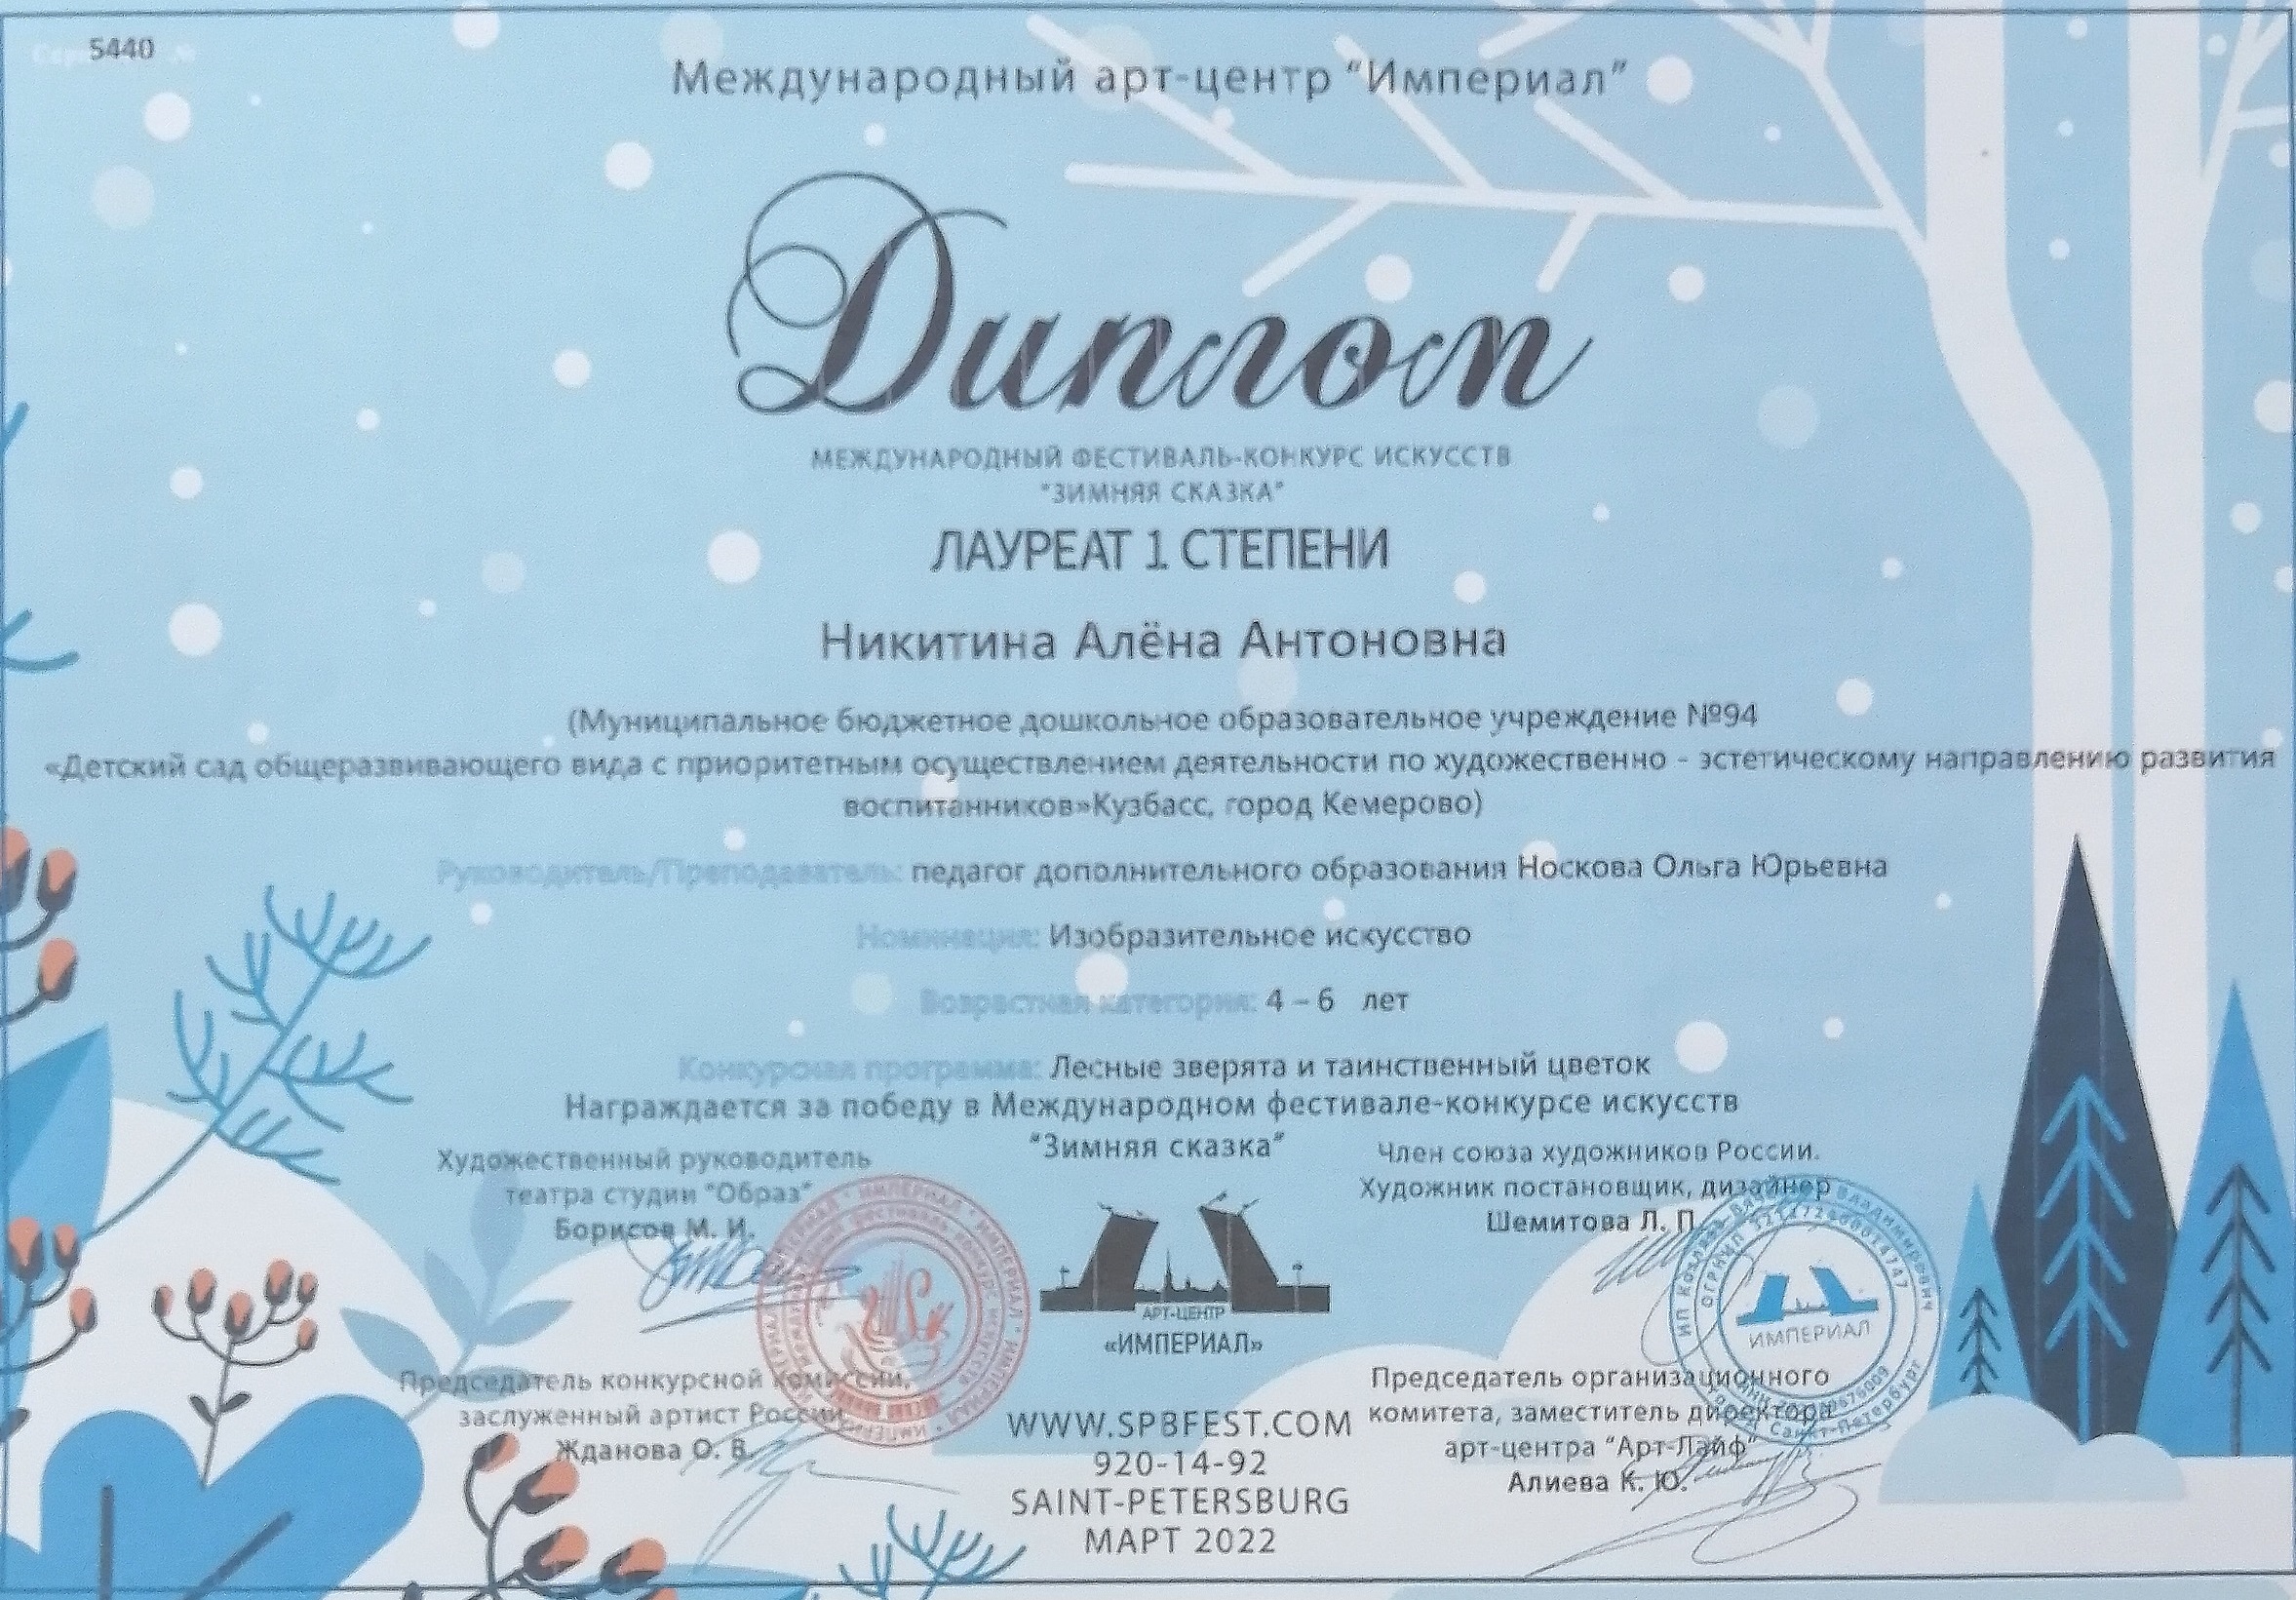 5440
Международный арт-центр "Империал"
Диплом
МЕЖДУНАРОДНЫЙ ФЕСТИВАЛЬ-КОНКУРС ИСКУССТВ
"ЗИМНЯЯ СКАЗКА"
ЛАУРЕАТ 1 СТЕПЕНИ
Никитина Алёна Антоновна
(Муниципальное бюджетное дошкольное образовательное учреждение №94
«Детский сад общеразвивающего вида с приоритетным осуществлением деятельности по художественно - эстетическому направлению развития
воспитанников»Кузбасс, город Кемерово)
Руководитель/Преподаватель: педагог дополнительного образования Носкова Ольга Юрьевна
Номинация: Изобразительное искусство
Возрастная категория: 4 – 6 лет
Конкурсная программа: Лесные зверята и таинственный цветок
Награждается за победу в Международном фестивале-конкурсе искусств
"Зимняя сказка"
Художественный руководитель
театра студии "Образ"
Борисов М. И.
Член союза художников России.
Художник постановщик, дизайнер
Шемитова Л. П.
АРТ-ЦЕНТР
«ИМПЕРИАЛ»
ИМПЕРИАЛ
Председатель конкурсной комиссии,
заслуженный артист России
Жданова О. В.
Председатель организационного
комитета, заместитель директора
арт-центра "Арт-Лайф"
Алиева К. Ю.
WWW.SPBFEST.COM
920-14-92
SAINT-PETERSBURG
МАРТ 2022